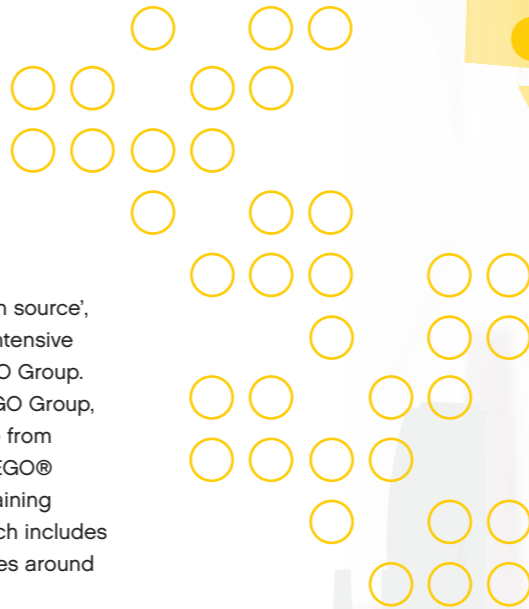 n source’,
ntensive
O Group.
GO Group,
from
EGO®
aining
ch includes
es around